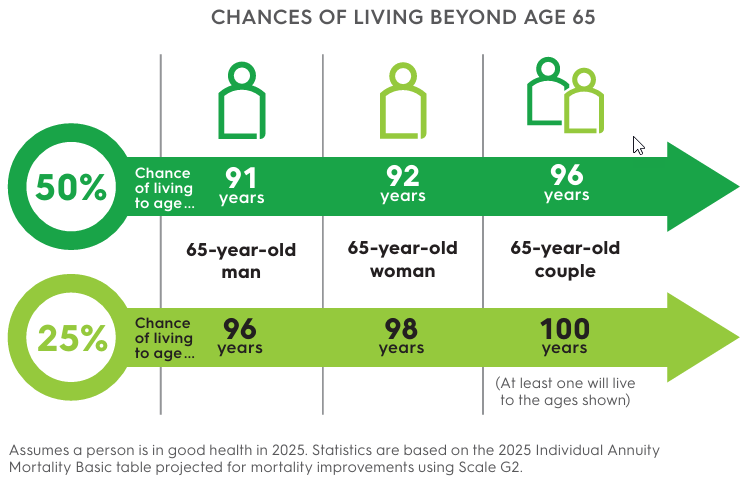 CHANCES OF LIVING BEYOND AGE 65
50%
Chance
of living
to age...
91
years
92
years
96
years
65-year-old
man
65-year-old
woman
65-year-old
couple
25%
Chance
of living
to age...
96
years
98
years
100
years
(At least one will live
to the ages shown)
Assumes a person is in good health in 2025. Statistics are based on the 2025 Individual Annuity
Mortality Basic table projected for mortality improvements using Scale G2.